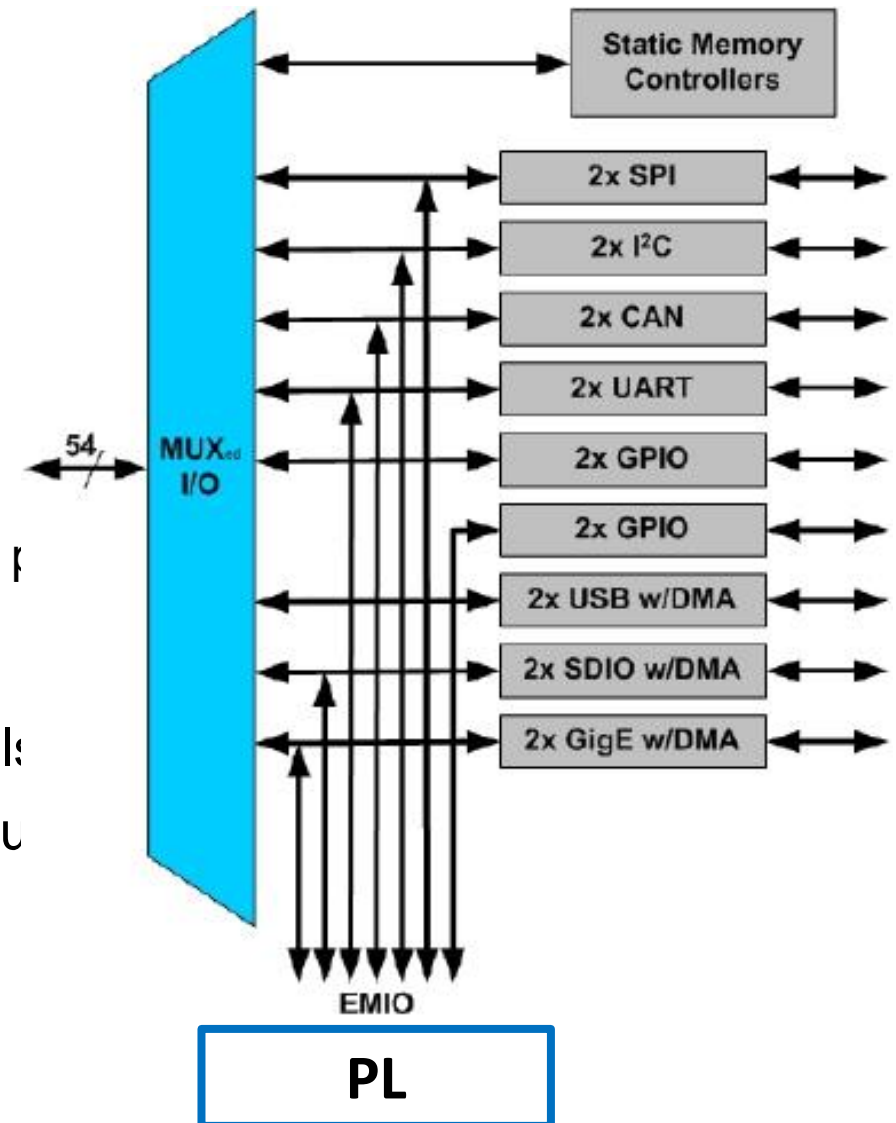 Static Memory
Controllers
2x SPI
2x I²C
2x CAN
2x UART
54
MUXed
I/O
2x GPIO
2x GPIO
p
2x USB w/DMA
2x SDIO w/DMA
ls
2x GigE w/DMA
u
EMIO
PL